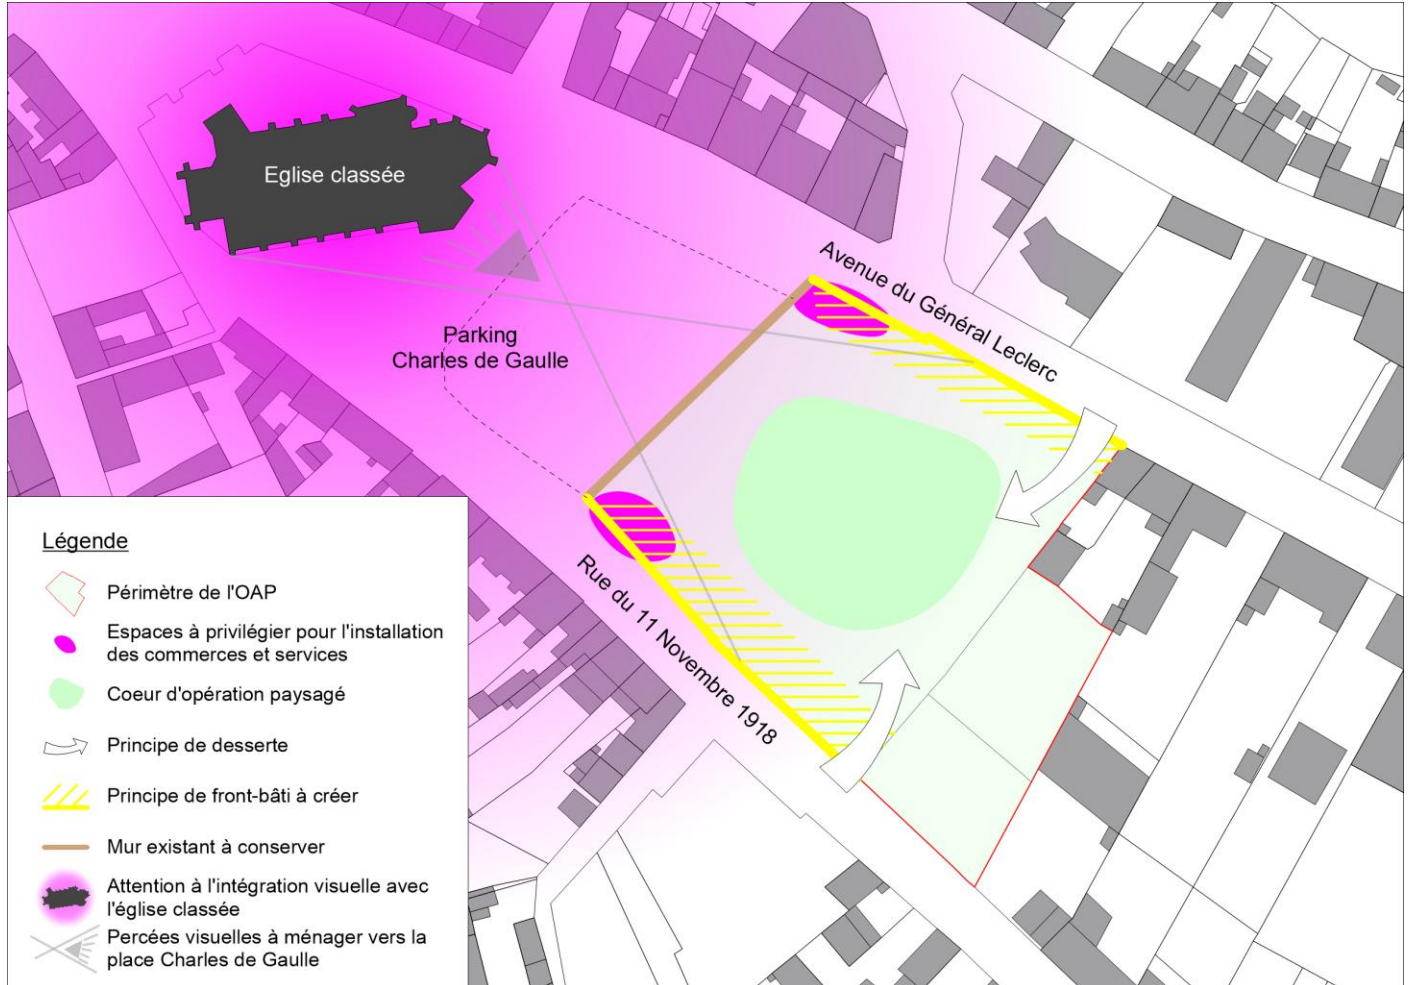 Eglise classée
Avenue du Général Leclerc
Parking
Charles de Gaulle
Rue du 11 Novembre 1918
Légende
Périmètre de l'OAP
Espaces à privilégier pour l'installation
des commerces et services
Coeur d'opération paysagé
Principe de desserte
Principe de front-bâti à créer
Mur existant à conserver
Attention à l'intégration visuelle avec
l'église classée
Percées visuelles à ménager vers la
place Charles de Gaulle